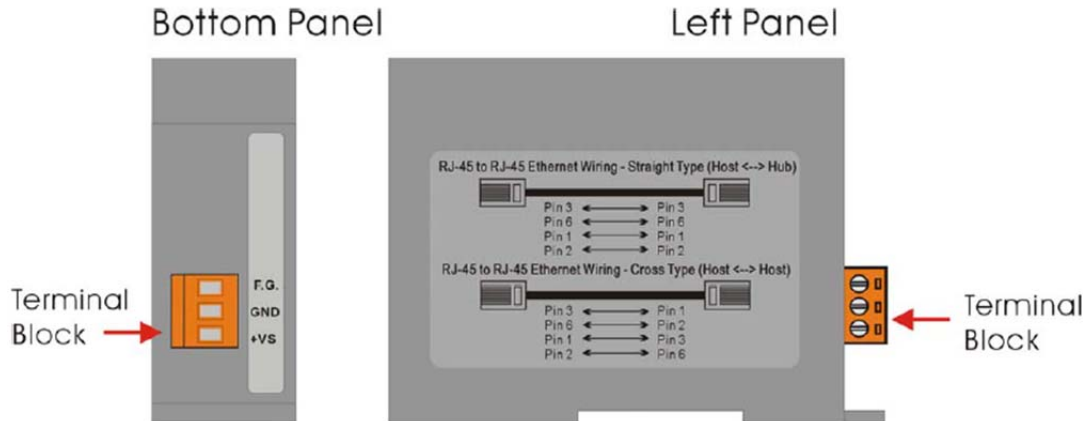 Bottom Panel
Left Panel
RJ-45 to RJ-45 Ethernet Wiring - Straight Type (Host <--> Hub)
Pin 3 Pin 3
Pin 6 Pin 6
Pin 1 Pin 1
Pin 2 Pin 2
RJ-45 to RJ-45 Ethernet Wiring - Cross Type (Host <--> Host)
Pin 3 Pin 1
Pin 6 Pin 2
Pin 1 Pin 3
Pin 2 Pin 6
F.G.
GND
+VS
Terminal
Block
Terminal
Block